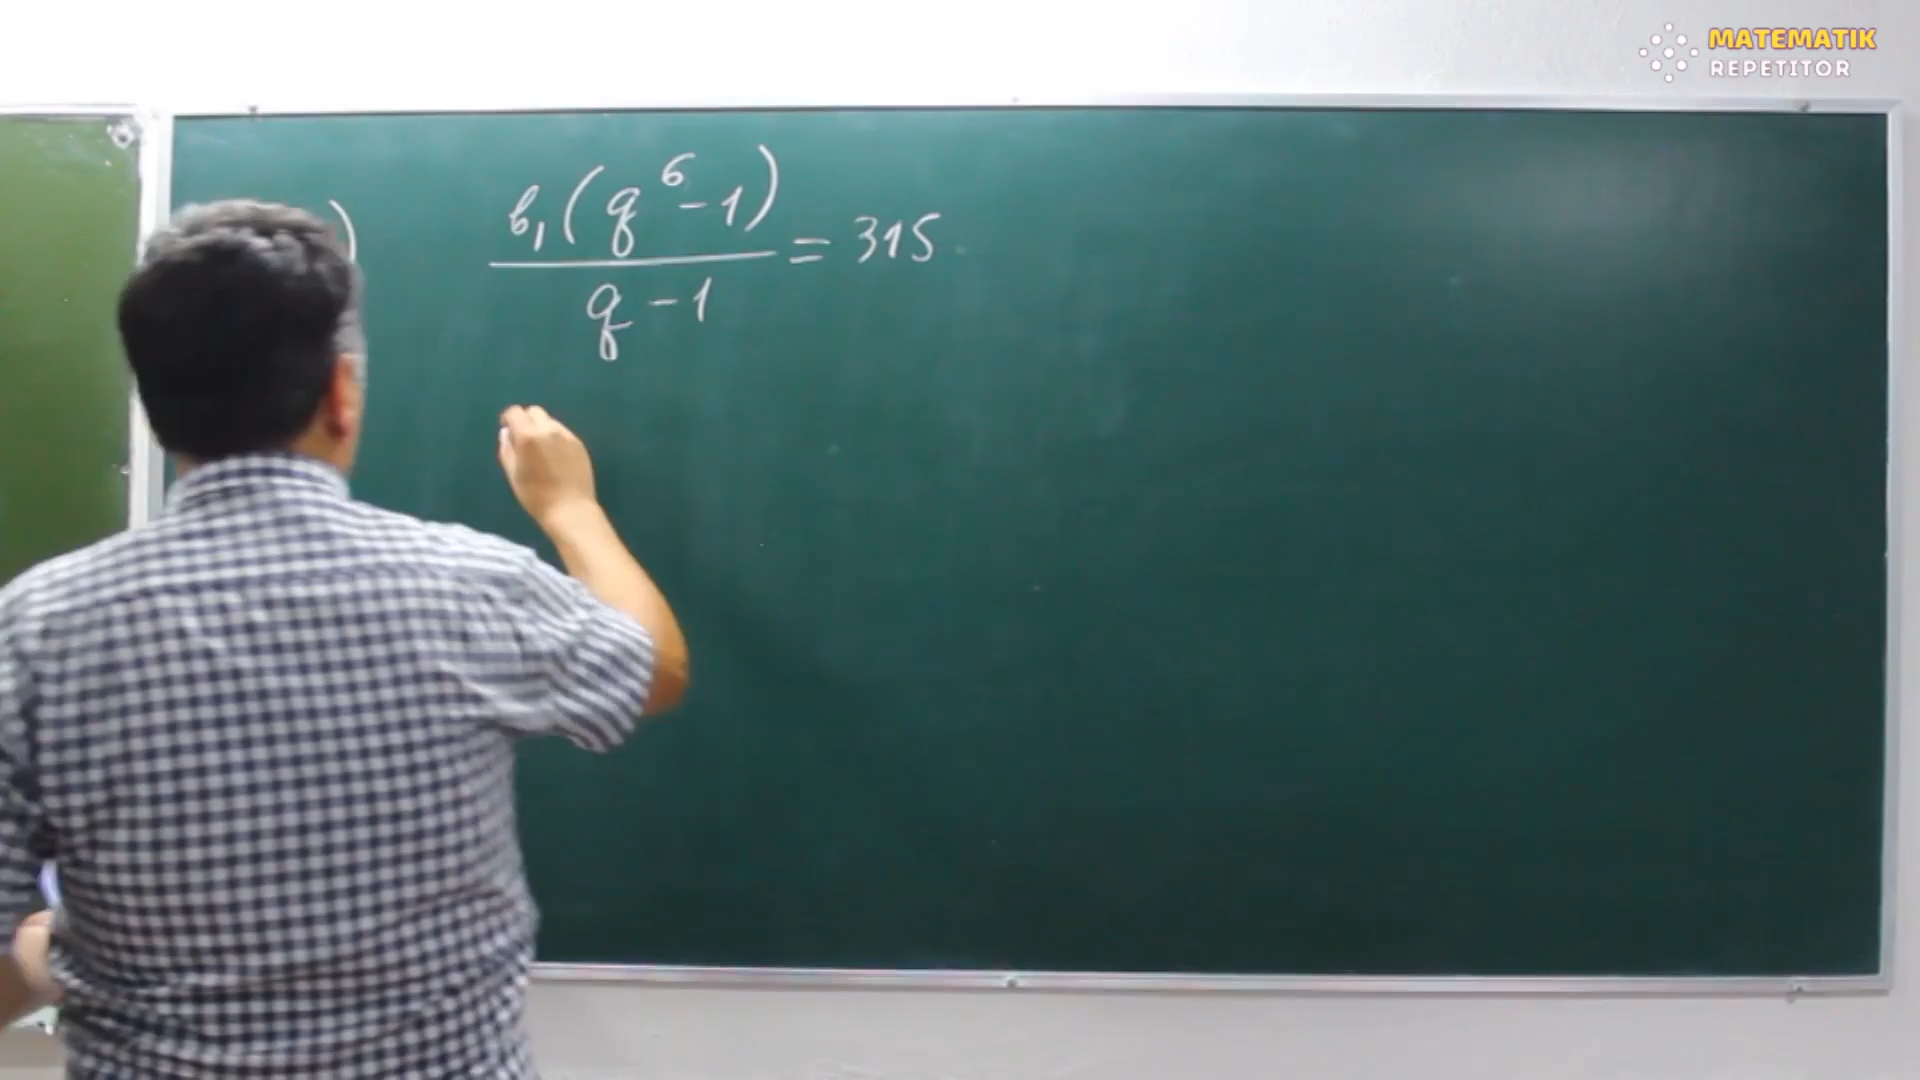 MATEMATIK
REPETITOR
)
b₁(q⁶-1)
q-1
= 315